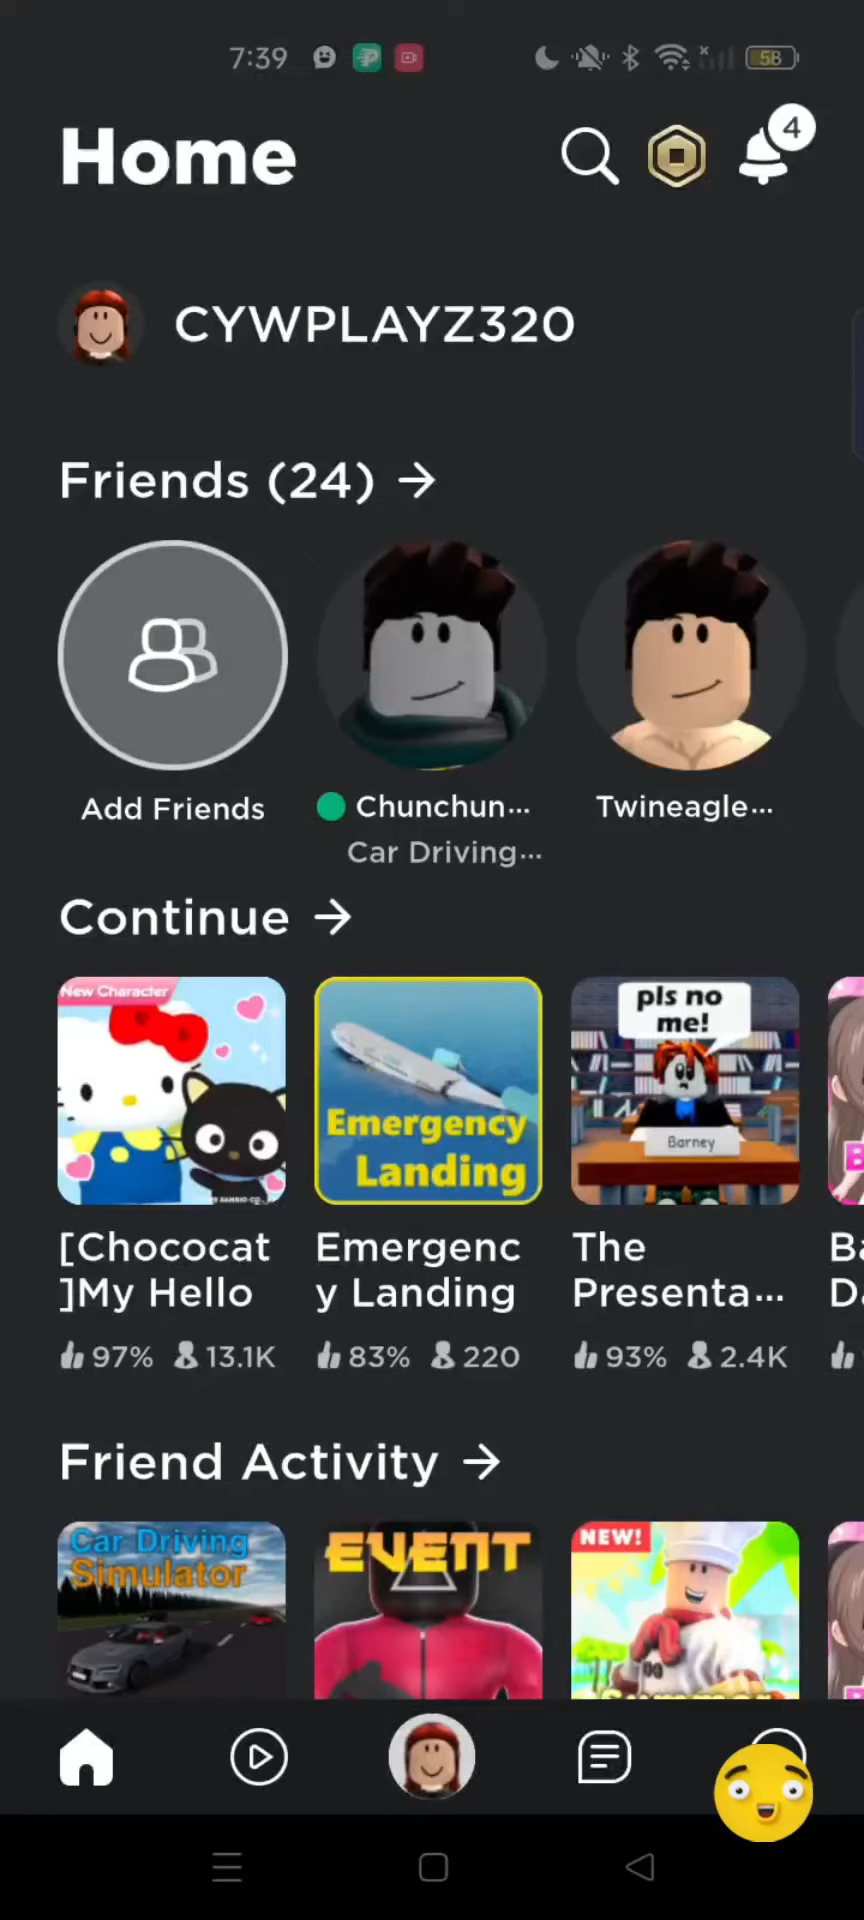 7:39
58
Home
4
CYWPLAYZ320
Friends (24)
Add Friends
Chunchun...
Twineagle...
Car Driving...
Continue
New Character
pls no
me!
Emergency
Landing
Barney
[Chococat
]My Hello
Emergenc
y Landing
The
Presenta...
Ba
Da
97%
13.1K
83%
220
93%
2.4K
Friend Activity
Car Driving
Simulator
EVENT
NEW!